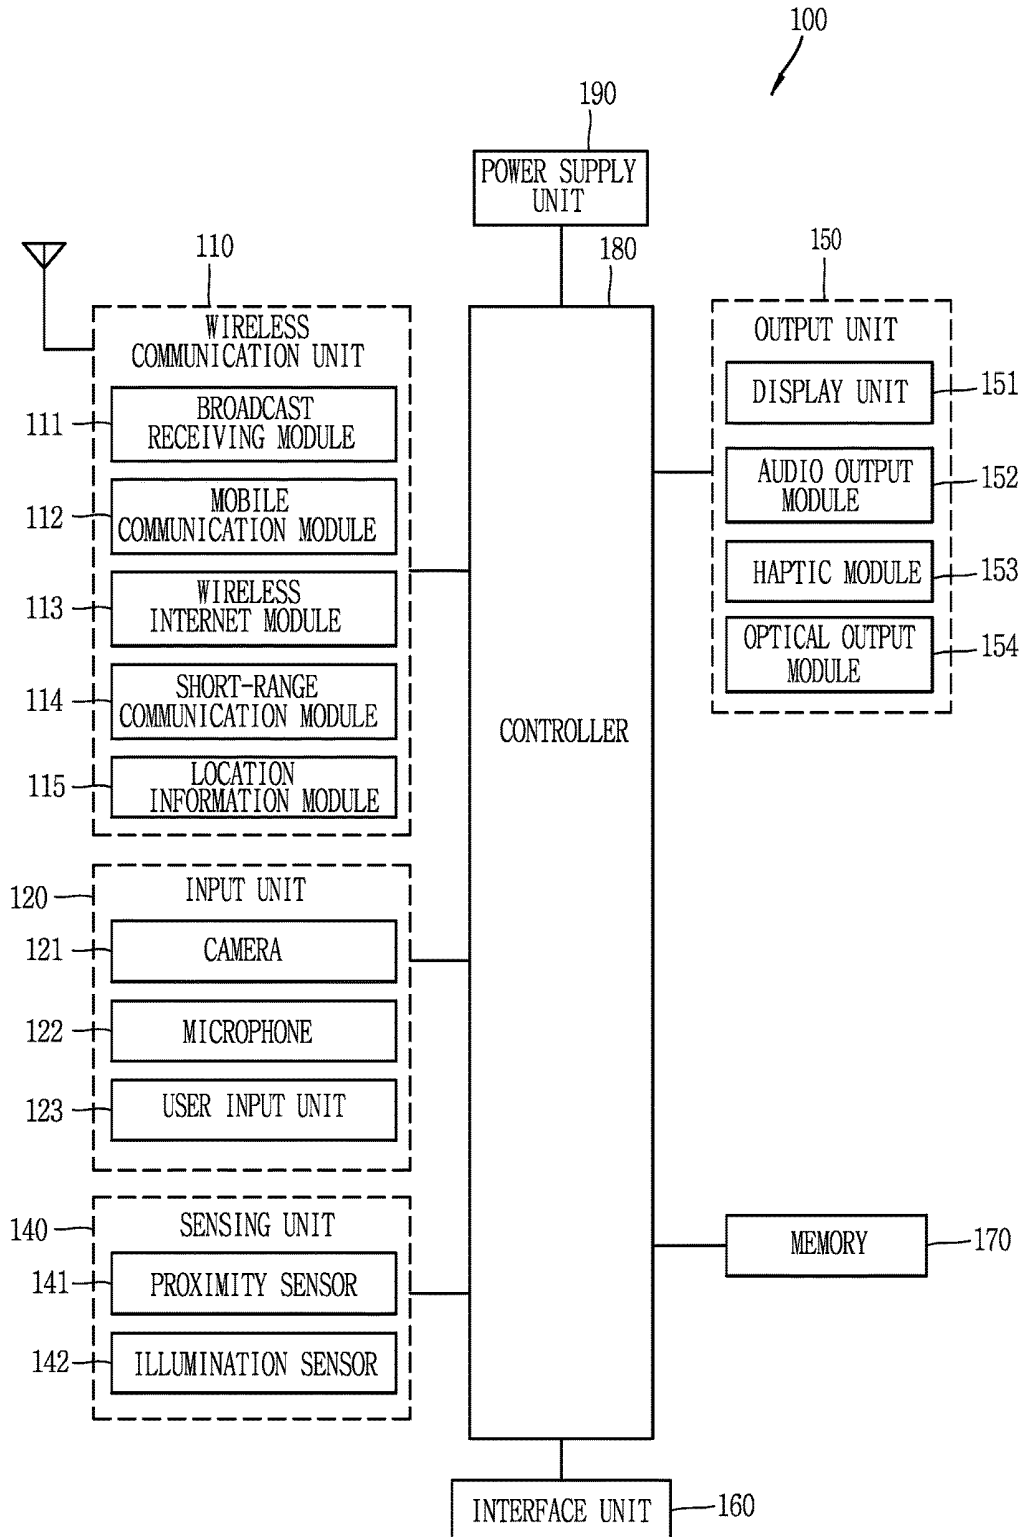 100
190
POWER SUPPLY
UNIT
110
180
150
WIRELESS
COMMUNICATION UNIT
111
BROADCAST
RECEIVING MODULE
112
MOBILE
COMMUNICATION MODULE
113
WIRELESS
INTERNET MODULE
114
SHORT-RANGE
COMMUNICATION MODULE
115
LOCATION
INFORMATION MODULE
120
INPUT UNIT
121
CAMERA
122
MICROPHONE
123
USER INPUT UNIT
140
SENSING UNIT
141
PROXIMITY SENSOR
142
ILLUMINATION SENSOR
CONTROLLER
OUTPUT UNIT
DISPLAY UNIT
151
AUDIO OUTPUT
MODULE
152
HAPTIC MODULE
153
OPTICAL OUTPUT
MODULE
154
MEMORY
170
INTERFACE UNIT
160